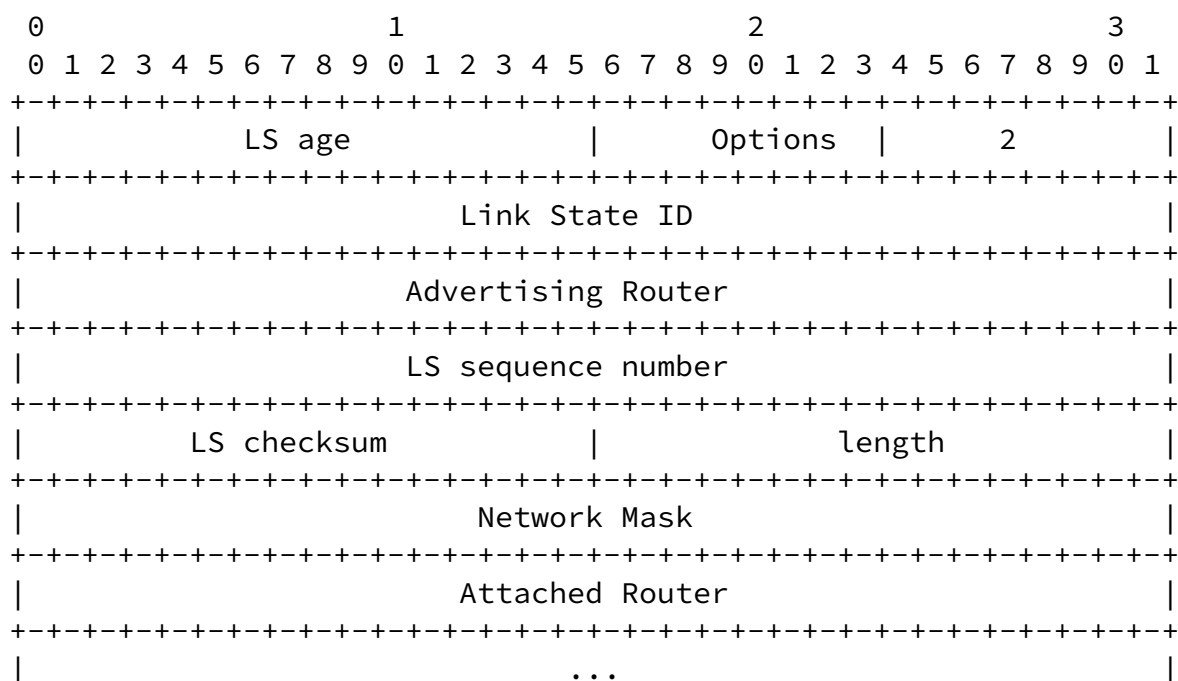 0                   1                   2                   3
 0 1 2 3 4 5 6 7 8 9 0 1 2 3 4 5 6 7 8 9 0 1 2 3 4 5 6 7 8 9 0 1
+-+-+-+-+-+-+-+-+-+-+-+-+-+-+-+-+-+-+-+-+-+-+-+-+-+-+-+-+-+-+-+-+
|            LS age             |      Options  |      2        |
+-+-+-+-+-+-+-+-+-+-+-+-+-+-+-+-+-+-+-+-+-+-+-+-+-+-+-+-+-+-+-+-+
|                        Link State ID                          |
+-+-+-+-+-+-+-+-+-+-+-+-+-+-+-+-+-+-+-+-+-+-+-+-+-+-+-+-+-+-+-+-+
|                     Advertising Router                        |
+-+-+-+-+-+-+-+-+-+-+-+-+-+-+-+-+-+-+-+-+-+-+-+-+-+-+-+-+-+-+-+-+
|                     LS sequence number                        |
+-+-+-+-+-+-+-+-+-+-+-+-+-+-+-+-+-+-+-+-+-+-+-+-+-+-+-+-+-+-+-+-+
|         LS checksum           |             length            |
+-+-+-+-+-+-+-+-+-+-+-+-+-+-+-+-+-+-+-+-+-+-+-+-+-+-+-+-+-+-+-+-+
|                         Network Mask                          |
+-+-+-+-+-+-+-+-+-+-+-+-+-+-+-+-+-+-+-+-+-+-+-+-+-+-+-+-+-+-+-+-+
|                        Attached Router                        |
+-+-+-+-+-+-+-+-+-+-+-+-+-+-+-+-+-+-+-+-+-+-+-+-+-+-+-+-+-+-+-+-+
|                              ...                              |